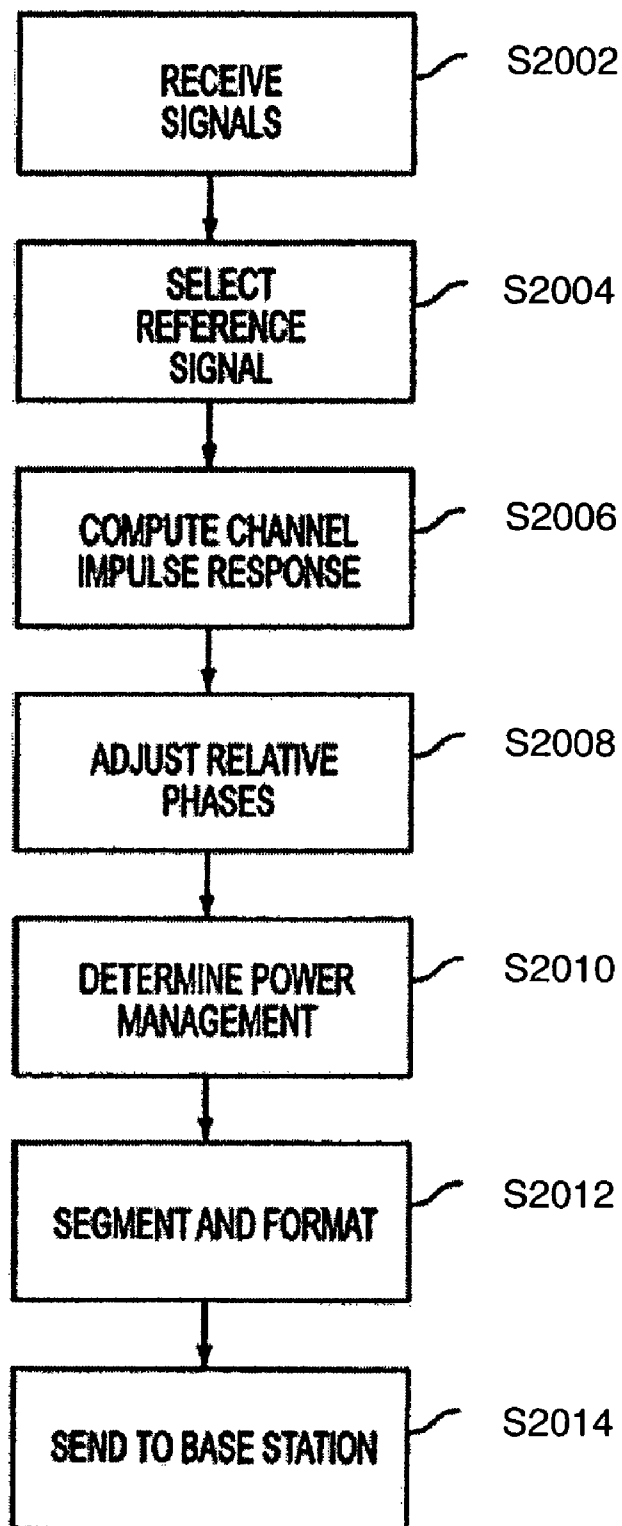 RECEIVE
SIGNALS
S2002
SELECT
REFERENCE
SIGNAL
S2004
COMPUTE CHANNEL
IMPULSE RESPONSE
S2006
ADJUST RELATIVE
PHASES
S2008
DETERMINE POWER
MANAGEMENT
S2010
SEGMENT AND FORMAT
S2012
SEND TO BASE STATION
S2014